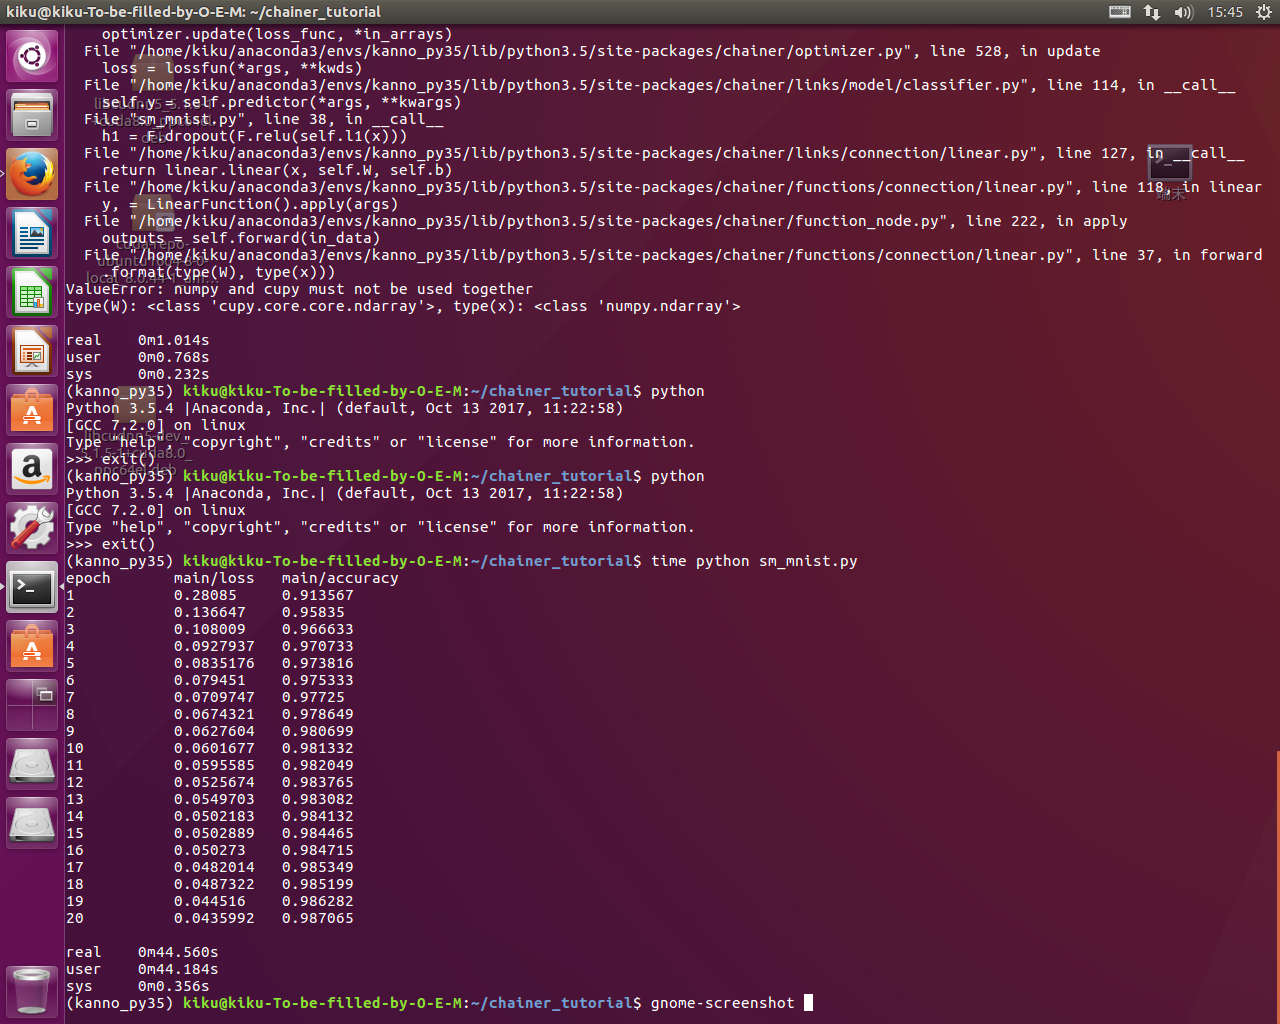 kiku@kiku-To-be-filled-by-O-E-M: ~/chainer_tutorial
15:45
optimizer.update(loss_func, *in_arrays)
File "/home/kiku/anaconda3/envs/kanno_py35/lib/python3.5/site-packages/chainer/optimizer.py", line 528, in update
loss = lossfun(*args, **kwds)
File "/home/kiku/anaconda3/envs/kanno_py35/lib/python3.5/site-packages/chainer/links/model/classifier.py", line 114, in __call__
self.y = self.predictor(*args, **kwargs)
File "sm_mnist.py", line 38, in __call__
h1 = F.dropout(F.relu(self.l1(x)))
File "/home/kiku/anaconda3/envs/kanno_py35/lib/python3.5/site-packages/chainer/links/connection/linear.py", line 127, in __call__
return linear.linear(x, self.W, self.b)
File "/home/kiku/anaconda3/envs/kanno_py35/lib/python3.5/site-packages/chainer/functions/connection/linear.py", line 118, in linear
端末
y, = LinearFunction().apply(args)
File "/home/kiku/anaconda3/envs/kanno_py35/lib/python3.5/site-packages/chainer/function_node.py", line 222, in apply
outputs = self.forward(in_data)
File "/home/kiku/anaconda3/envs/kanno_py35/lib/python3.5/site-packages/chainer/functions/connection/linear.py", line 37, in forward
.format(type(W), type(x)))
ValueError: numpy and cupy must not be used together
type(W): <class 'cupy.core.core.ndarray'>, type(x): <class 'numpy.ndarray'>
real 0m1.014s
user 0m0.768s
sys 0m0.232s
(kanno_py35) kiku@kiku-To-be-filled-by-O-E-M:~/chainer_tutorial$ python
Python 3.5.4 |Anaconda, Inc.| (default, Oct 13 2017, 11:22:58)
[GCC 7.2.0] on linux
Type "help", "copyright", "credits" or "license" for more information.
>>> exit()
(kanno_py35) kiku@kiku-To-be-filled-by-O-E-M:~/chainer_tutorial$ python
Python 3.5.4 |Anaconda, Inc.| (default, Oct 13 2017, 11:22:58)
[GCC 7.2.0] on linux
Type "help", "copyright", "credits" or "license" for more information.
>>> exit()
(kanno_py35) kiku@kiku-To-be-filled-by-O-E-M:~/chainer_tutorial$ time python sm_mnist.py
epoch main/loss main/accuracy
1 0.28085 0.913567
2 0.136647 0.95835
3 0.108009 0.966633
4 0.0927937 0.970733
5 0.0835176 0.973816
6 0.079451 0.975333
7 0.0709747 0.97725
8 0.0674321 0.978649
9 0.0627604 0.980699
10 0.0601677 0.981332
11 0.0595585 0.982049
12 0.0525674 0.983765
13 0.0549703 0.983082
14 0.0502183 0.984132
15 0.0502889 0.984465
16 0.050273 0.984715
17 0.0482014 0.985349
18 0.0487322 0.985199
19 0.044516 0.986282
20 0.0435992 0.987065
real 0m44.560s
user 0m44.184s
sys 0m0.356s
(kanno_py35) kiku@kiku-To-be-filled-by-O-E-M:~/chainer_tutorial$ gnome-screenshot